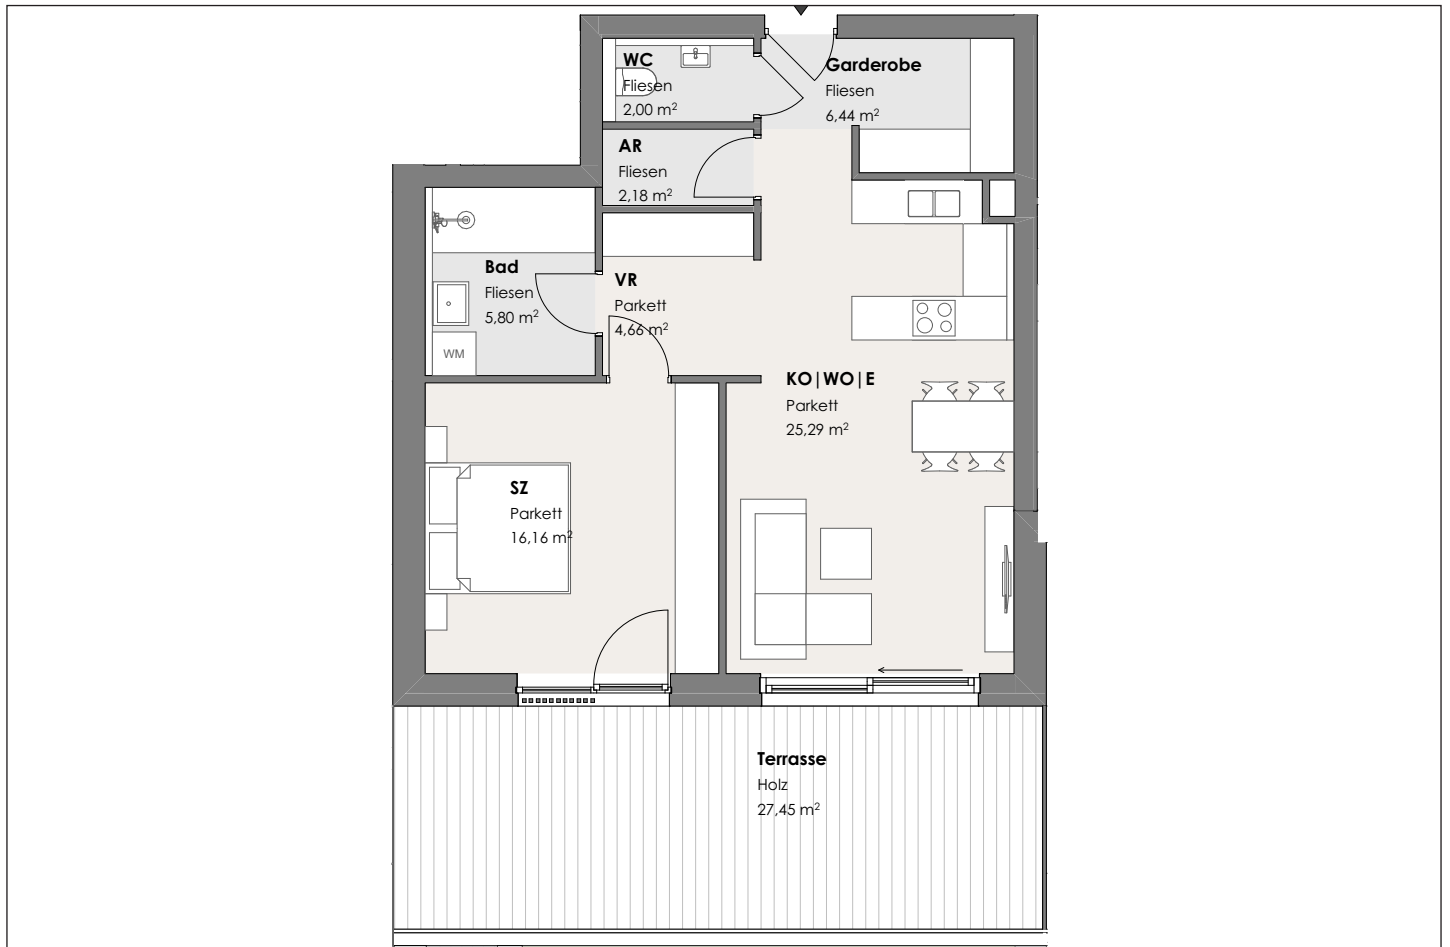 WC
Fliesen
2,00 m²
Garderobe
Fliesen
6,44 m²
AR
Fliesen
2,18 m²
Bad
Fliesen
5,80 m²
WM
VR
Parkett
4,66 m²
KO|WO|E
Parkett
25,29 m²
SZ
Parkett
16,16 m²
Terrasse
Holz
27,45 m²